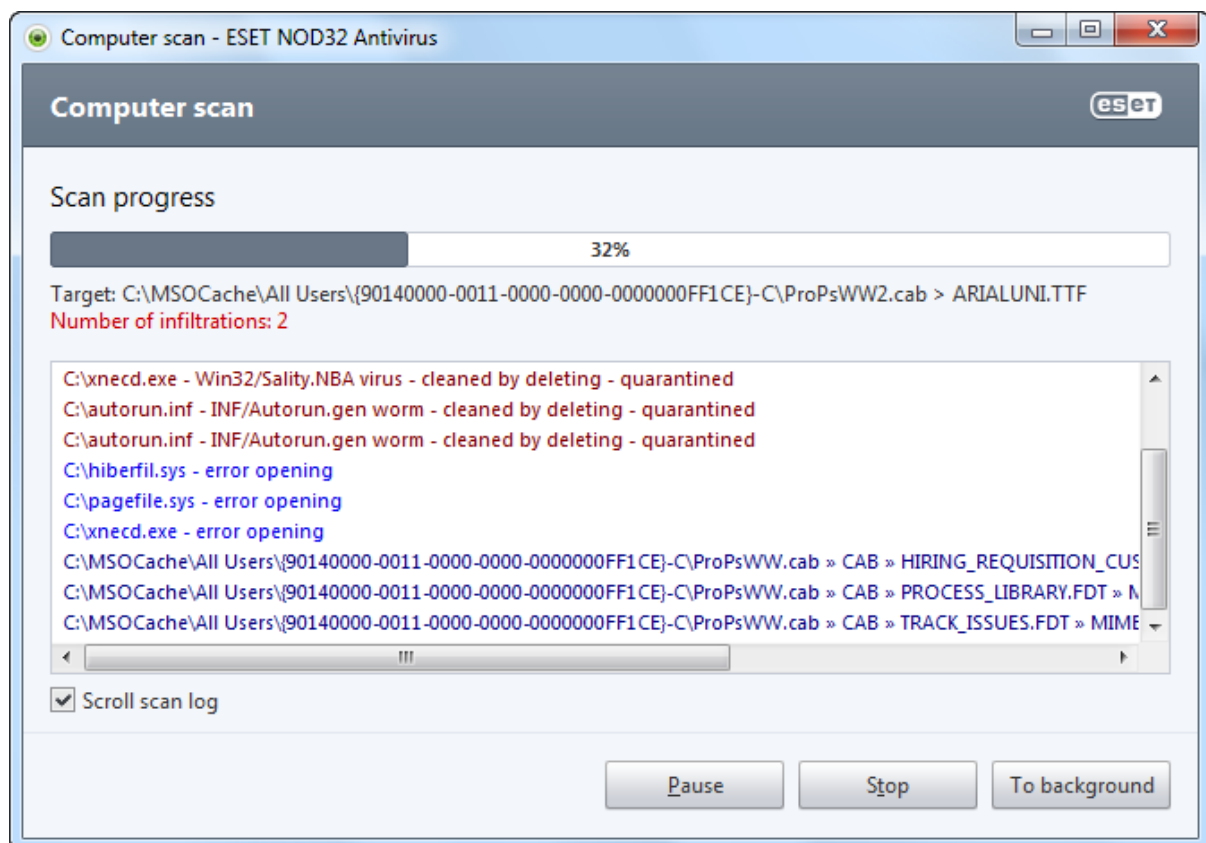 Computer scan - ESET NOD32 Antivirus
Computer scan
eset
Scan progress
32%
Target: C:\MSOCache\All Users\{90140000-0011-0000-0000-0000000FF1CE}-C\ProPsWW2.cab > ARIALUNI.TTF
Number of infiltrations: 2
C:\xnecd.exe - Win32/Sality.NBA virus - cleaned by deleting - quarantined
C:\autorun.inf - INF/Autorun.gen worm - cleaned by deleting - quarantined
C:\autorun.inf - INF/Autorun.gen worm - cleaned by deleting - quarantined
C:\hiberfil.sys - error opening
C:\pagefile.sys - error opening
C:\xnecd.exe - error opening
C:\MSOCache\All Users\{90140000-0011-0000-0000-0000000FF1CE}-C\ProPsWW.cab » CAB » HIRING_REQUISITION_CUS
C:\MSOCache\All Users\{90140000-0011-0000-0000-0000000FF1CE}-C\ProPsWW.cab » CAB » PROCESS_LIBRARY.FDT »
C:\MSOCache\All Users\{90140000-0011-0000-0000-0000000FF1CE}-C\ProPsWW.cab » CAB » TRACK_ISSUES.FDT » MIME
Scroll scan log
Pause
Stop
To background